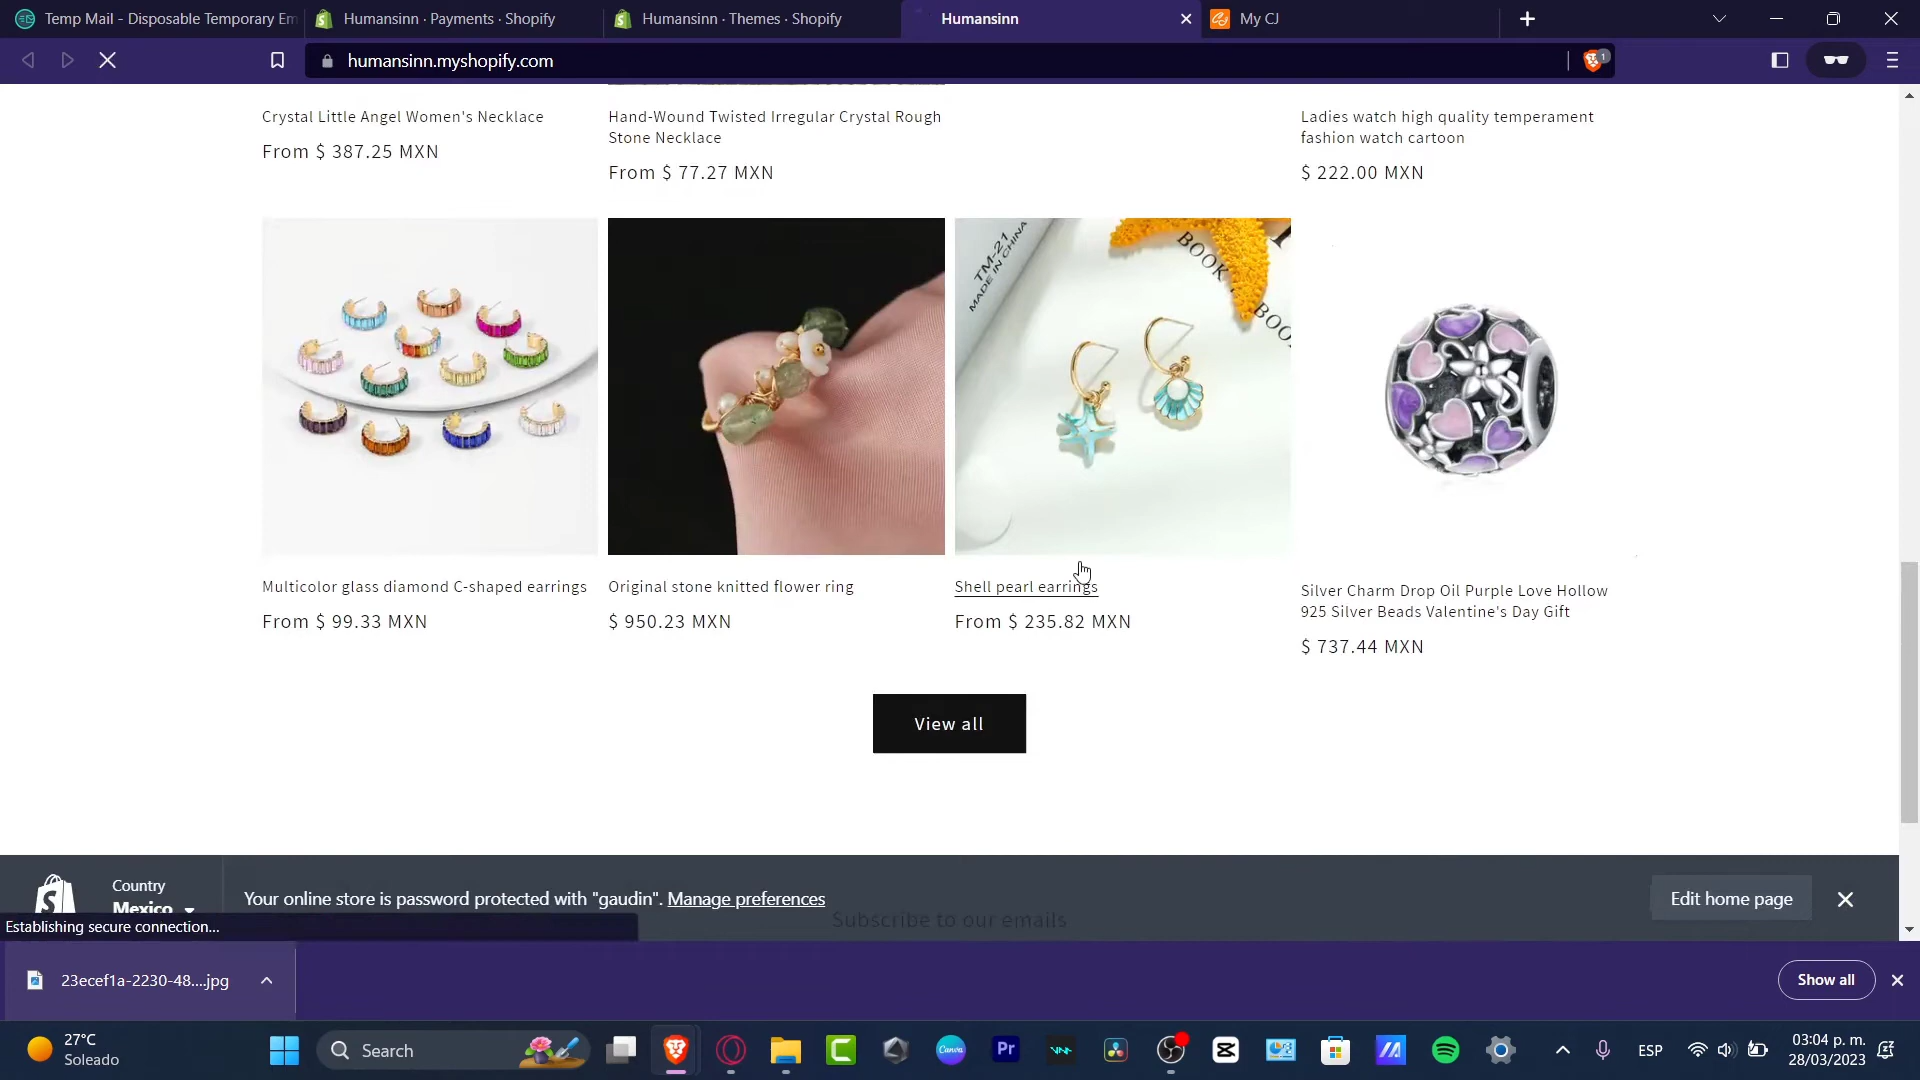 Temp Mail - Disposable Temporary Em
Humansinn · Payments · Shopify
Humansinn · Themes · Shopify
Humansinn
My CJ
humansinn.myshopify.com
1
Crystal Little Angel Women's Necklace
From $ 387.25 MXN
Hand-Wound Twisted Irregular Crystal Rough
Stone Necklace
From $ 77.27 MXN
Ladies watch high quality temperament
fashion watch cartoon
$ 222.00 MXN
TM-21
MADE IN CHINA
BOOK
BOO
Multicolor glass diamond C-shaped earrings
From $ 99.33 MXN
Original stone knitted flower ring
$ 950.23 MXN
Shell pearl earrings
From $ 235.82 MXN
Silver Charm Drop Oil Purple Love Hollow
925 Silver Beads Valentine's Day Gift
$ 737.44 MXN
View all
Country
Mexico
Your online store is password protected with "gaudin". Manage preferences
Edit home page
Subscribe to our emails
Establishing secure connection...
23ecef1a-2230-48....jpg
Show all
27°C
Soleado
Search
Canva
Pr
ESP
03:04 p. m.
28/03/2023